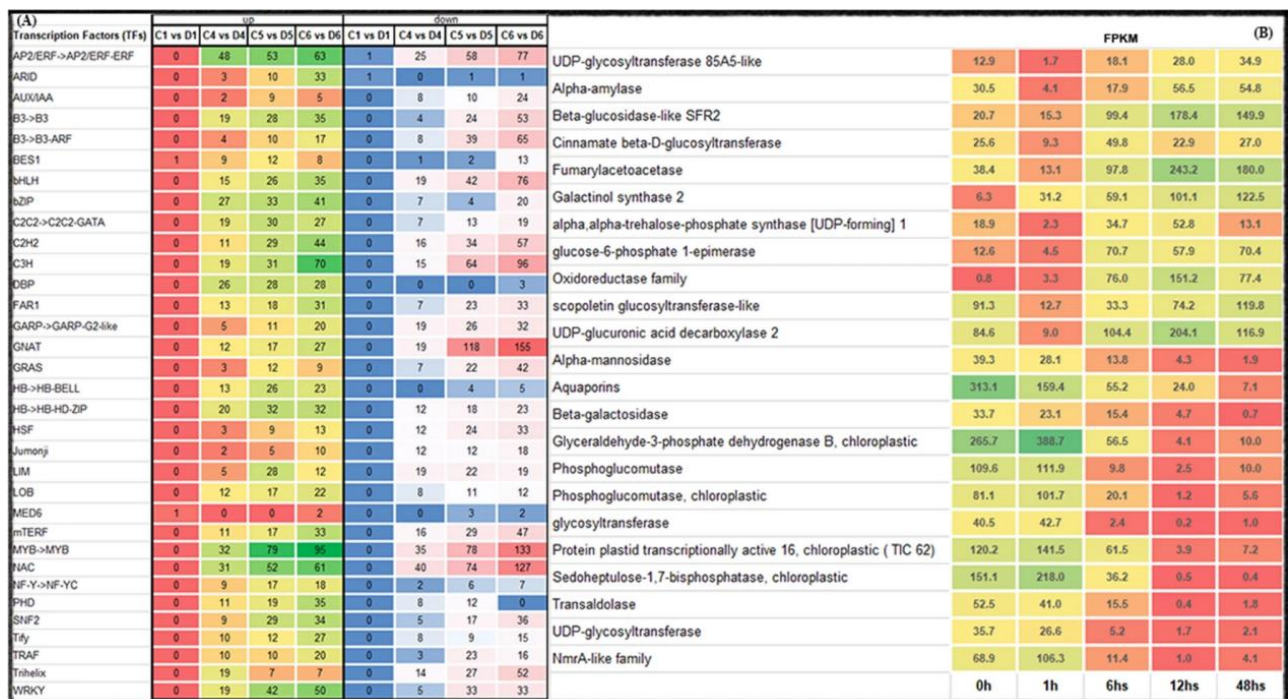 (A) up down
Transcription Factors (TFs) C1 vs D1 C4 vs D4 C5 vs D5 C6 vs D6 C1 vs D1 C4 vs D4 C5 vs D5 C6 vs D6
AP2/ERF->AP2/ERF-ERF 0 48 53 63 1 25 58 77
ARID 0 3 10 33 1 0 1 1
AUX/IAA 0 2 9 5 0 8 10 24
B3->B3 0 19 28 35 0 4 24 53
B3->B3-ARF 0 4 10 17 0 8 39 65
BES1 1 9 12 8 0 1 2 13
bHLH 0 15 26 35 0 19 42 76
bZIP 0 27 33 41 0 7 4 20
C2C2->C2C2-GATA 0 19 30 27 0 7 13 19
C2H2 0 11 29 44 0 16 34 57
C3H 0 19 31 70 0 15 64 96
DBP 0 26 28 28 0 0 0 3
FAR1 0 13 18 31 0 7 23 33
GARP->GARP-G2-like 0 5 11 20 0 19 26 32
GNAT 0 12 17 27 0 19 118 155
GRAS 0 3 12 9 0 7 22 42
HB->HB-BELL 0 13 26 23 0 0 4 5
HB->HB-HD-ZIP 0 20 32 32 0 12 18 23
HSF 0 3 9 13 0 12 24 33
Jumonji 0 2 5 10 0 12 12 18
LIM 0 5 28 12 0 19 22 19
LOB 0 12 17 22 0 8 11 12
MED6 1 0 0 2 0 0 3 2
mTERF 0 11 17 33 0 16 29 47
MYB->MYB 0 32 79 95 0 35 78 133
NAC 0 31 52 61 0 40 74 127
NF-Y->NF-YC 0 9 17 18 0 2 6 7
PHD 0 11 19 35 0 8 12 0
SNF2 0 9 29 34 0 5 17 36
Tify 0 10 12 27 0 8 9 15
TRAF 0 10 10 20 0 3 23 16
Trihelix 0 19 7 7 0 14 27 52
WRKY 0 19 42 50 0 5 33 33
FPKM (B)
UDP-glycosyltransferase 85A5-like 12.9 1.7 18.1 28.0 34.9
Alpha-amylase 30.5 4.1 17.9 56.5 54.8
Beta-glucosidase-like SFR2 20.7 15.3 99.4 178.4 149.9
Cinnamate beta-D-glucosyltransferase 25.6 9.3 49.8 22.9 27.0
Fumarylacetoacetase 38.4 13.1 97.8 243.2 180.0
Galactinol synthase 2 6.3 31.2 59.1 101.1 122.5
alpha,alpha-trehalose-phosphate synthase [UDP-forming] 1 18.9 2.3 34.7 52.8 13.1
glucose-6-phosphate 1-epimerase 12.6 4.5 70.7 57.9 70.4
Oxidoreductase family 0.8 3.3 76.0 151.2 77.4
scopoletin glucosyltransferase-like 91.3 12.7 33.3 74.2 119.8
UDP-glucuronic acid decarboxylase 2 84.6 9.0 104.4 204.1 116.9
Alpha-mannosidase 39.3 28.1 13.8 4.3 1.9
Aquaporins 313.1 159.4 55.2 24.0 7.1
Beta-galactosidase 33.7 23.1 15.4 4.7 0.7
Glyceraldehyde-3-phosphate dehydrogenase B, chloroplastic 265.7 388.7 56.5 4.1 10.0
Phosphoglucomutase 109.6 111.9 9.8 2.5 10.0
Phosphoglucomutase, chloroplastic 81.1 101.7 20.1 1.2 5.6
glycosyltransferase 40.5 42.7 2.4 0.2 1.0
Protein plastid transcriptionally active 16, chloroplastic ( TIC 62) 120.2 141.5 61.5 3.9 7.2
Sedoheptulose-1,7-bisphosphatase, chloroplastic 151.1 218.0 36.2 0.5 0.4
Transaldolase 52.5 41.0 15.5 0.4 1.8
UDP-glycosyltransferase 35.7 26.6 5.2 1.7 2.1
NmrA-like family 68.9 106.3 11.4 1.0 4.1
0h 1h 6hs 12hs 48hs